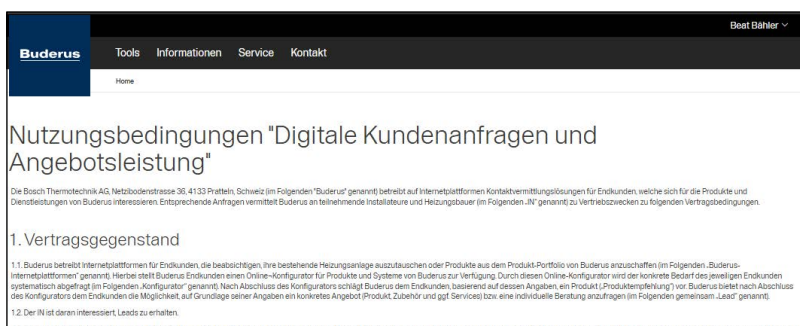 Beat Bähler
Buderus Tools Informationen Service Kontakt
Home
Nutzungsbedingungen "Digitale Kundenanfragen und
Angebotsleistung"
Die Bosch Thermotechnik AG, Netzibodenstrasse 36, 4133 Pratteln, Schweiz (im Folgenden "Buderus" genannt) betreibt auf Internetplattformen Kontaktvermittlungslösungen für Endkunden, welche sich für die Produkte und
Dienstleistungen von Buderus interessieren. Entsprechende Anfragen vermittelt Buderus an teilnehmende Installateure und Heizungsbauer (im Folgenden „IN" genannt) zu Vertriebszwecken zu folgenden Vertragsbedingungen.
1. Vertragsgegenstand
1.1. Buderus betreibt Internetplattformen für Endkunden, die beabsichtigen, ihre bestehende Heizungsanlage auszutauschen oder Produkte aus dem Produkt-Portfolio von Buderus anzuschaffen (im Folgenden „Buderus-
Internetplattformen" genannt). Hierbei stellt Buderus Endkunden einen Online-Konfigurator für Produkte und Systeme von Buderus zur Verfügung. Durch diesen Online-Konfigurator wird der konkrete Bedarf des jeweiligen Endkunden
systematisch abgefragt (im Folgenden „Konfigurator" genannt). Nach Abschluss des Konfigurators schlägt Buderus dem Endkunden, basierend auf dessen Angaben, ein Produkt („Produktempfehlung") vor. Buderus bietet nach Abschluss
des Konfigurators dem Endkunden die Möglichkeit, auf Grundlage seiner Angaben ein konkretes Angebot (Produkt, Zubehör und ggf. Services) bzw. eine individuelle Beratung anzufragen (im Folgenden gemeinsam „Lead" genannt).
1.2. Der IN ist daran interessiert, Leads zu erhalten.